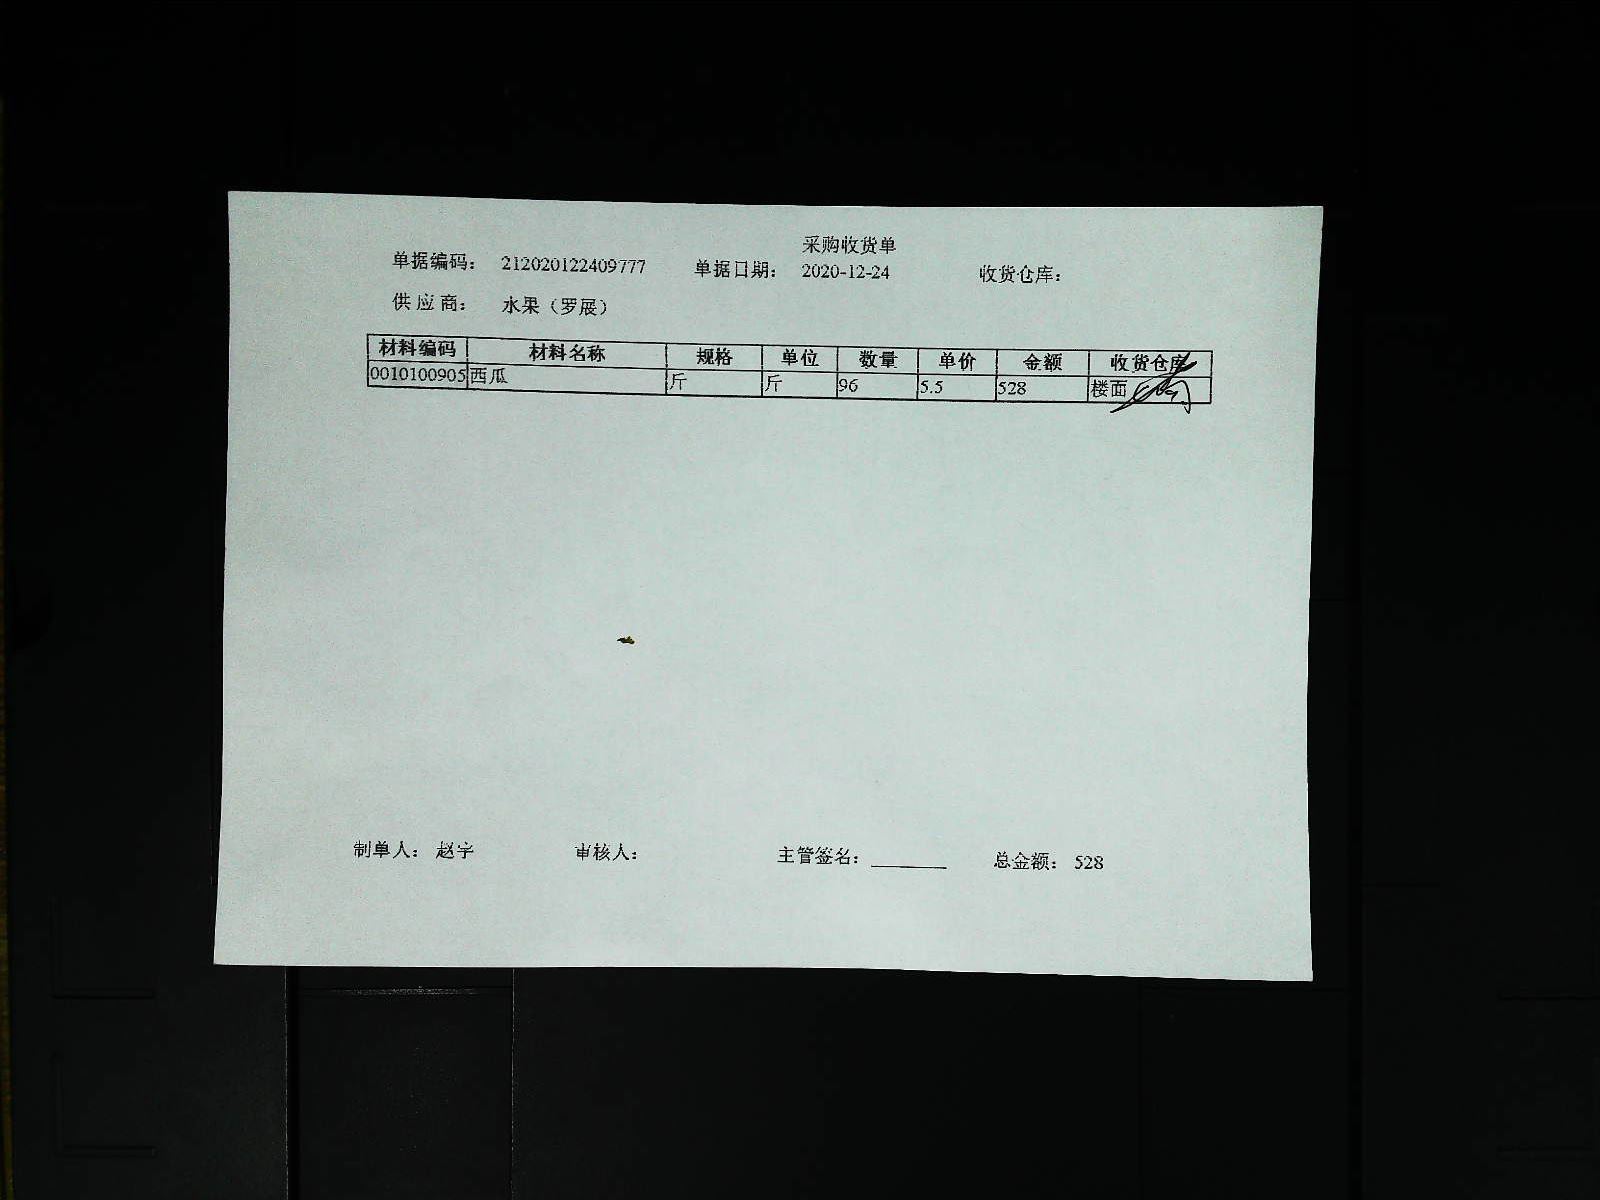 采购收货单
单据编码： 212020122409777 单据日期： 2020-12-24 收货仓库：
供 应 商： 水果（罗展）
材料编码 材料名称 规格 单位 数量 单价 金额 收货仓库
0010100905 西瓜 斤 斤 96 5.5 528 楼面
制单人： 赵宇 审核人： 主管签名：________ 总金额： 528